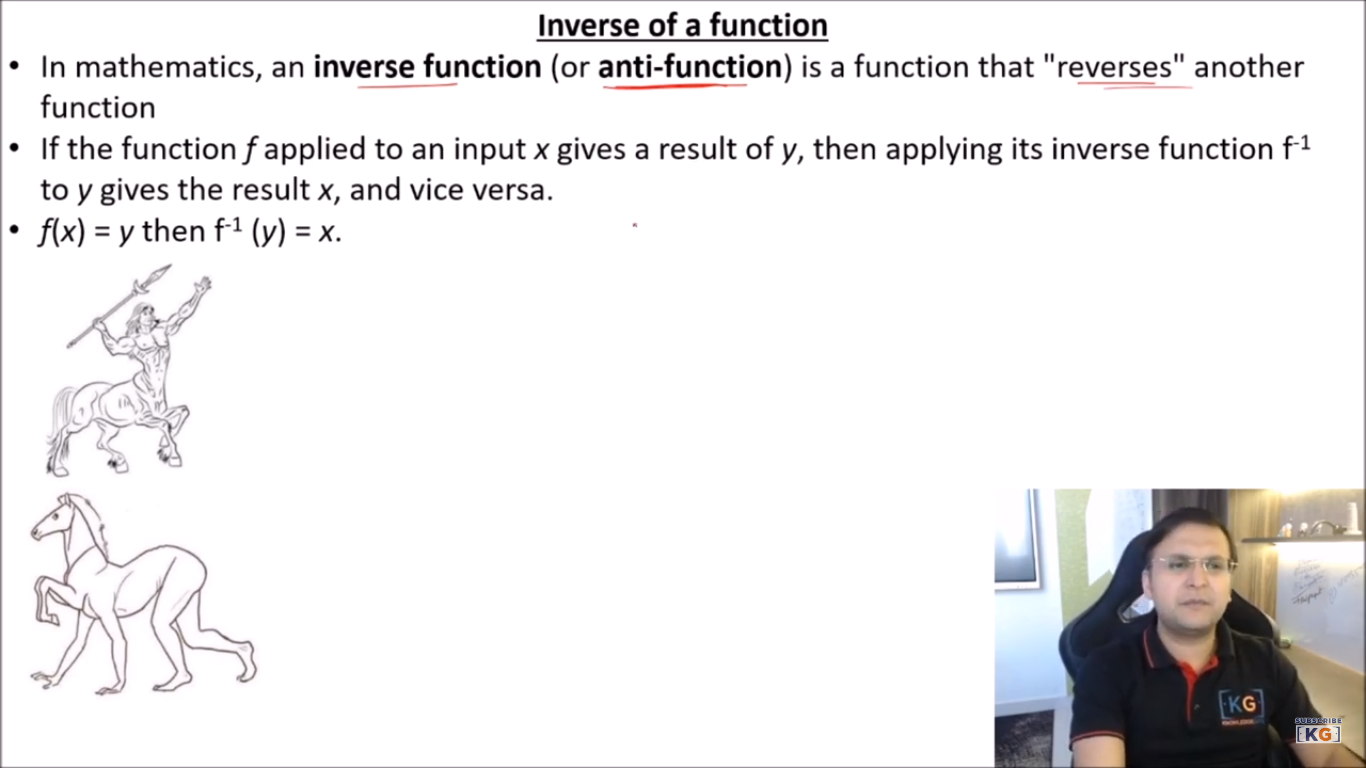 Inverse of a function
• In mathematics, an inverse function (or anti-function) is a function that "reverses" another
function
• If the function f applied to an input x gives a result of y, then applying its inverse function f⁻¹
to y gives the result x, and vice versa.
• f(x) = y then f⁻¹ (y) = x.
[KG]
SUBSCRIBE
[KG]